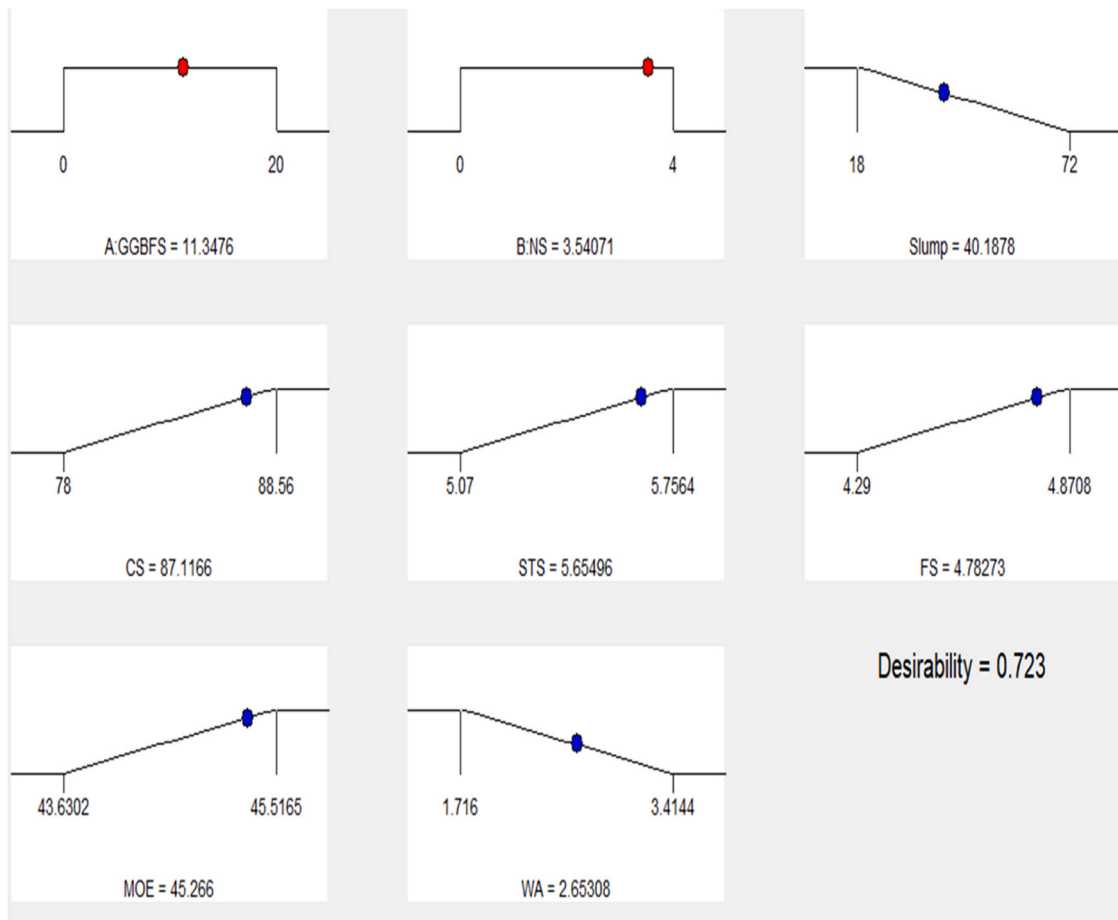 0 20
A:GGBFS = 11.3476
0 4
B:NS = 3.54071
18 72
Slump = 40.1878
78 88.56
CS = 87.1166
5.07 5.7564
STS = 5.65496
4.29 4.8708
FS = 4.78273
43.6302 45.5165
MOE = 45.266
1.716 3.4144
WA = 2.65308
Desirability = 0.723